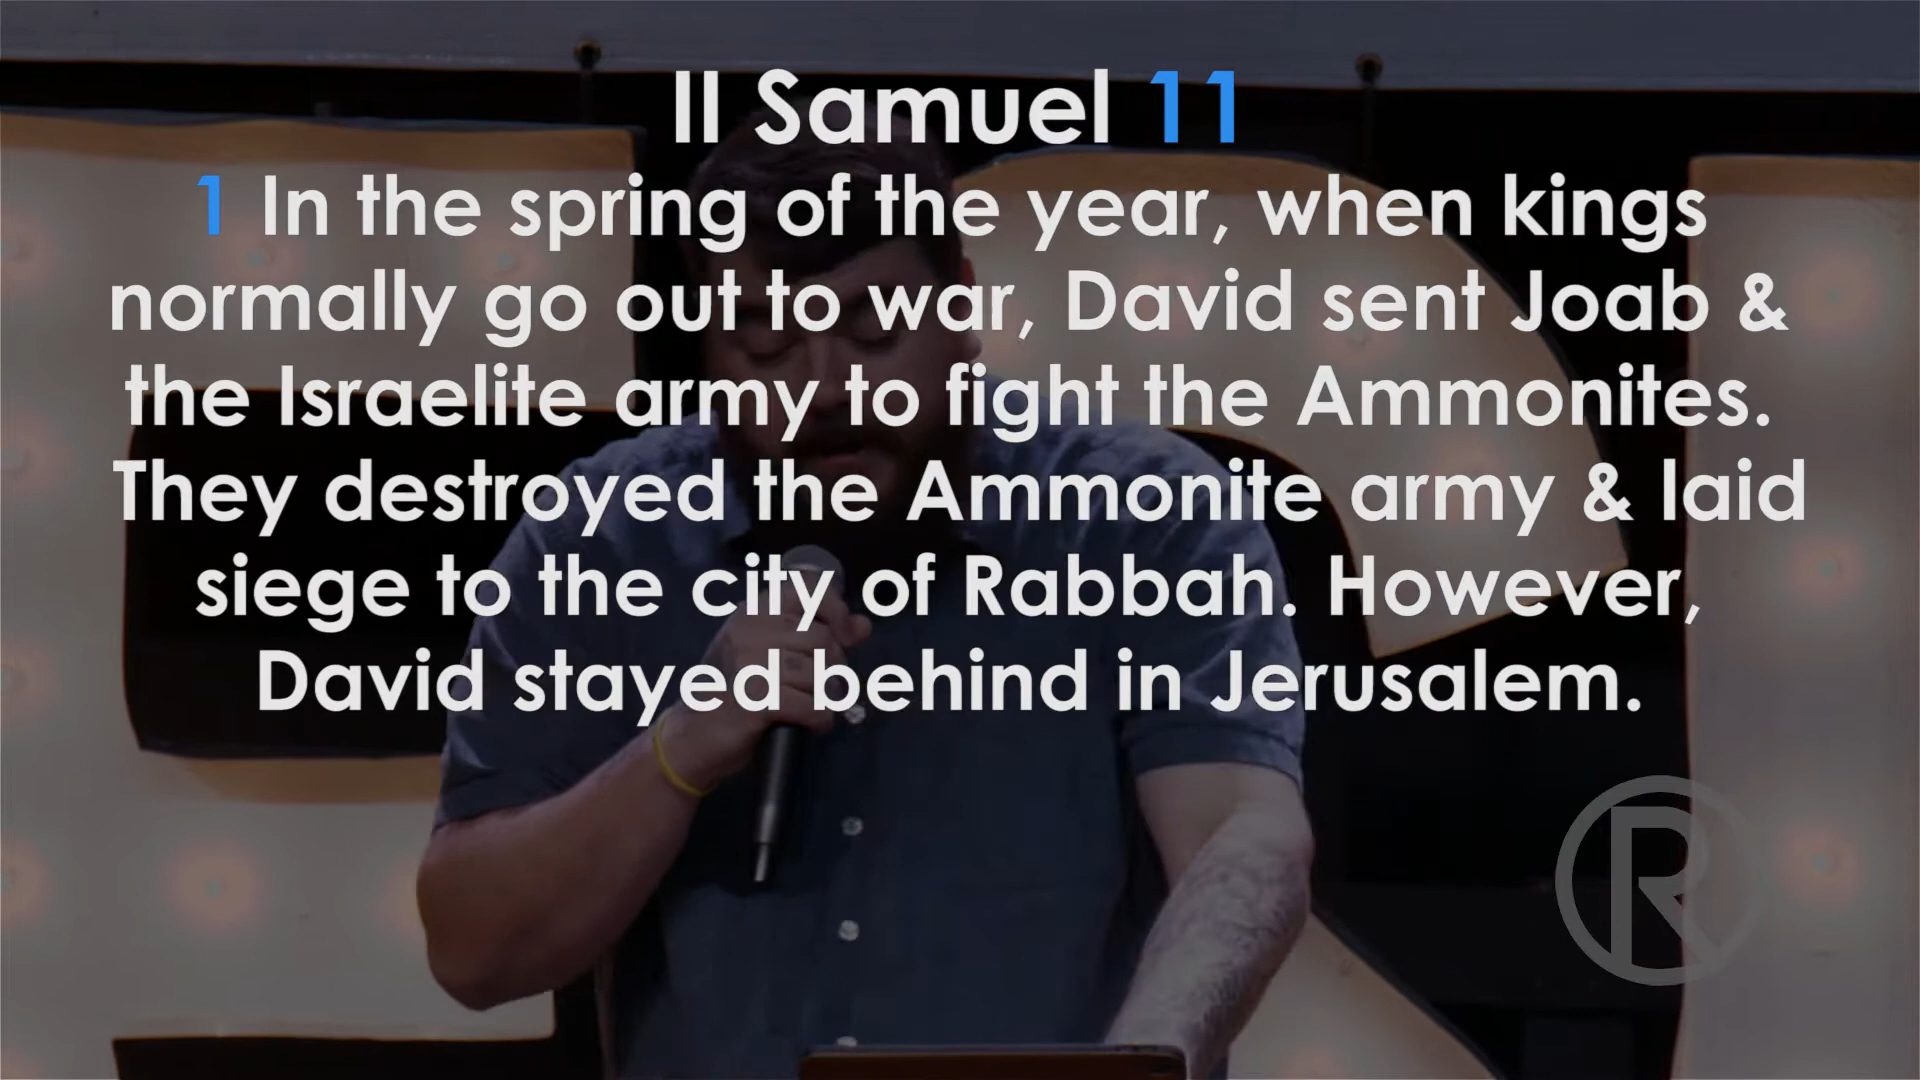 II Samuel 11
1 In the spring of the year, when kings
normally go out to war, David sent Joab &
the Israelite army to fight the Ammonites.
They destroyed the Ammonite army & laid
siege to the city of Rabbah. However,
David stayed behind in Jerusalem.
R